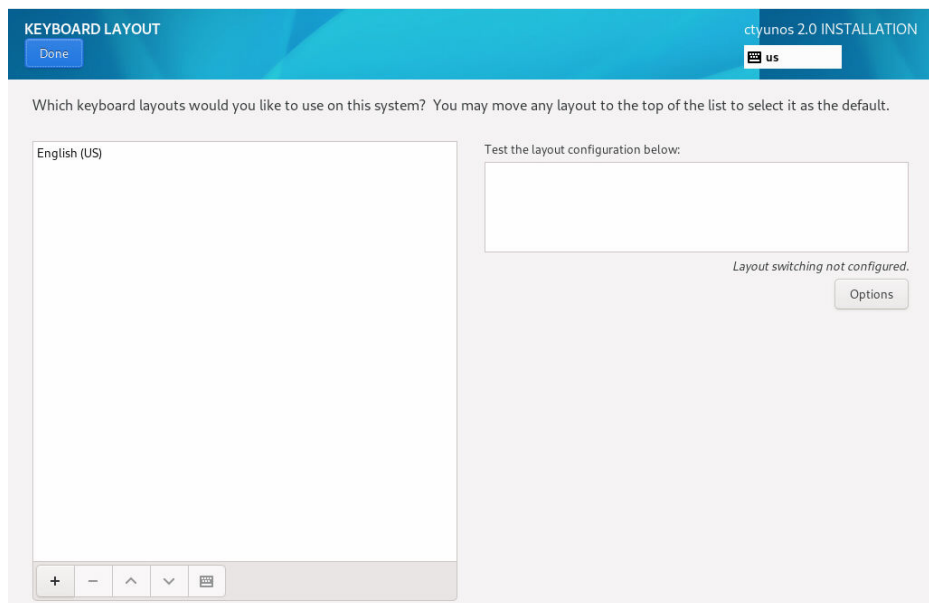 KEYBOARD LAYOUT
ctyunos 2.0 INSTALLATION
Done
us
Which keyboard layouts would you like to use on this system? You may move any layout to the top of the list to select it as the default.
English (US)
Test the layout configuration below:
Layout switching not configured.
Options